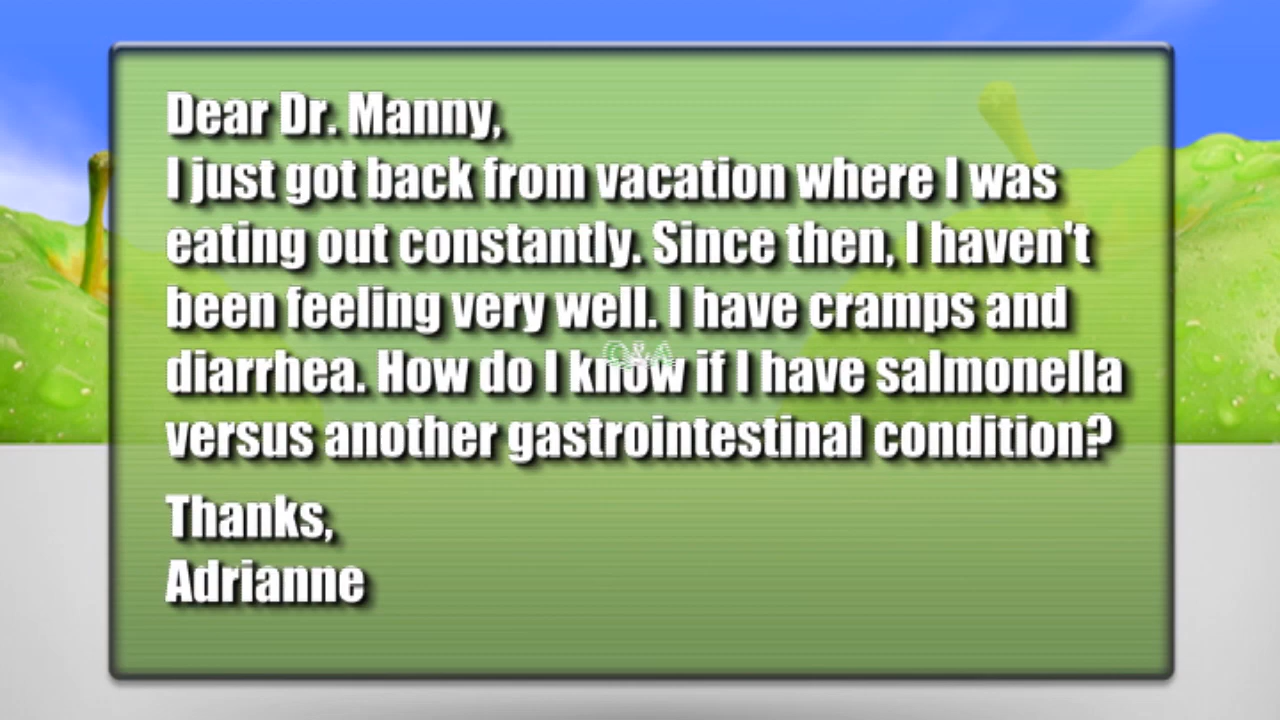 Dear Dr. Manny,
I just got back from vacation where I was
eating out constantly. Since then, I haven't
been feeling very well. I have cramps and
diarrhea. How do I know if I have salmonella
versus another gastrointestinal condition?
Thanks,
Adrianne